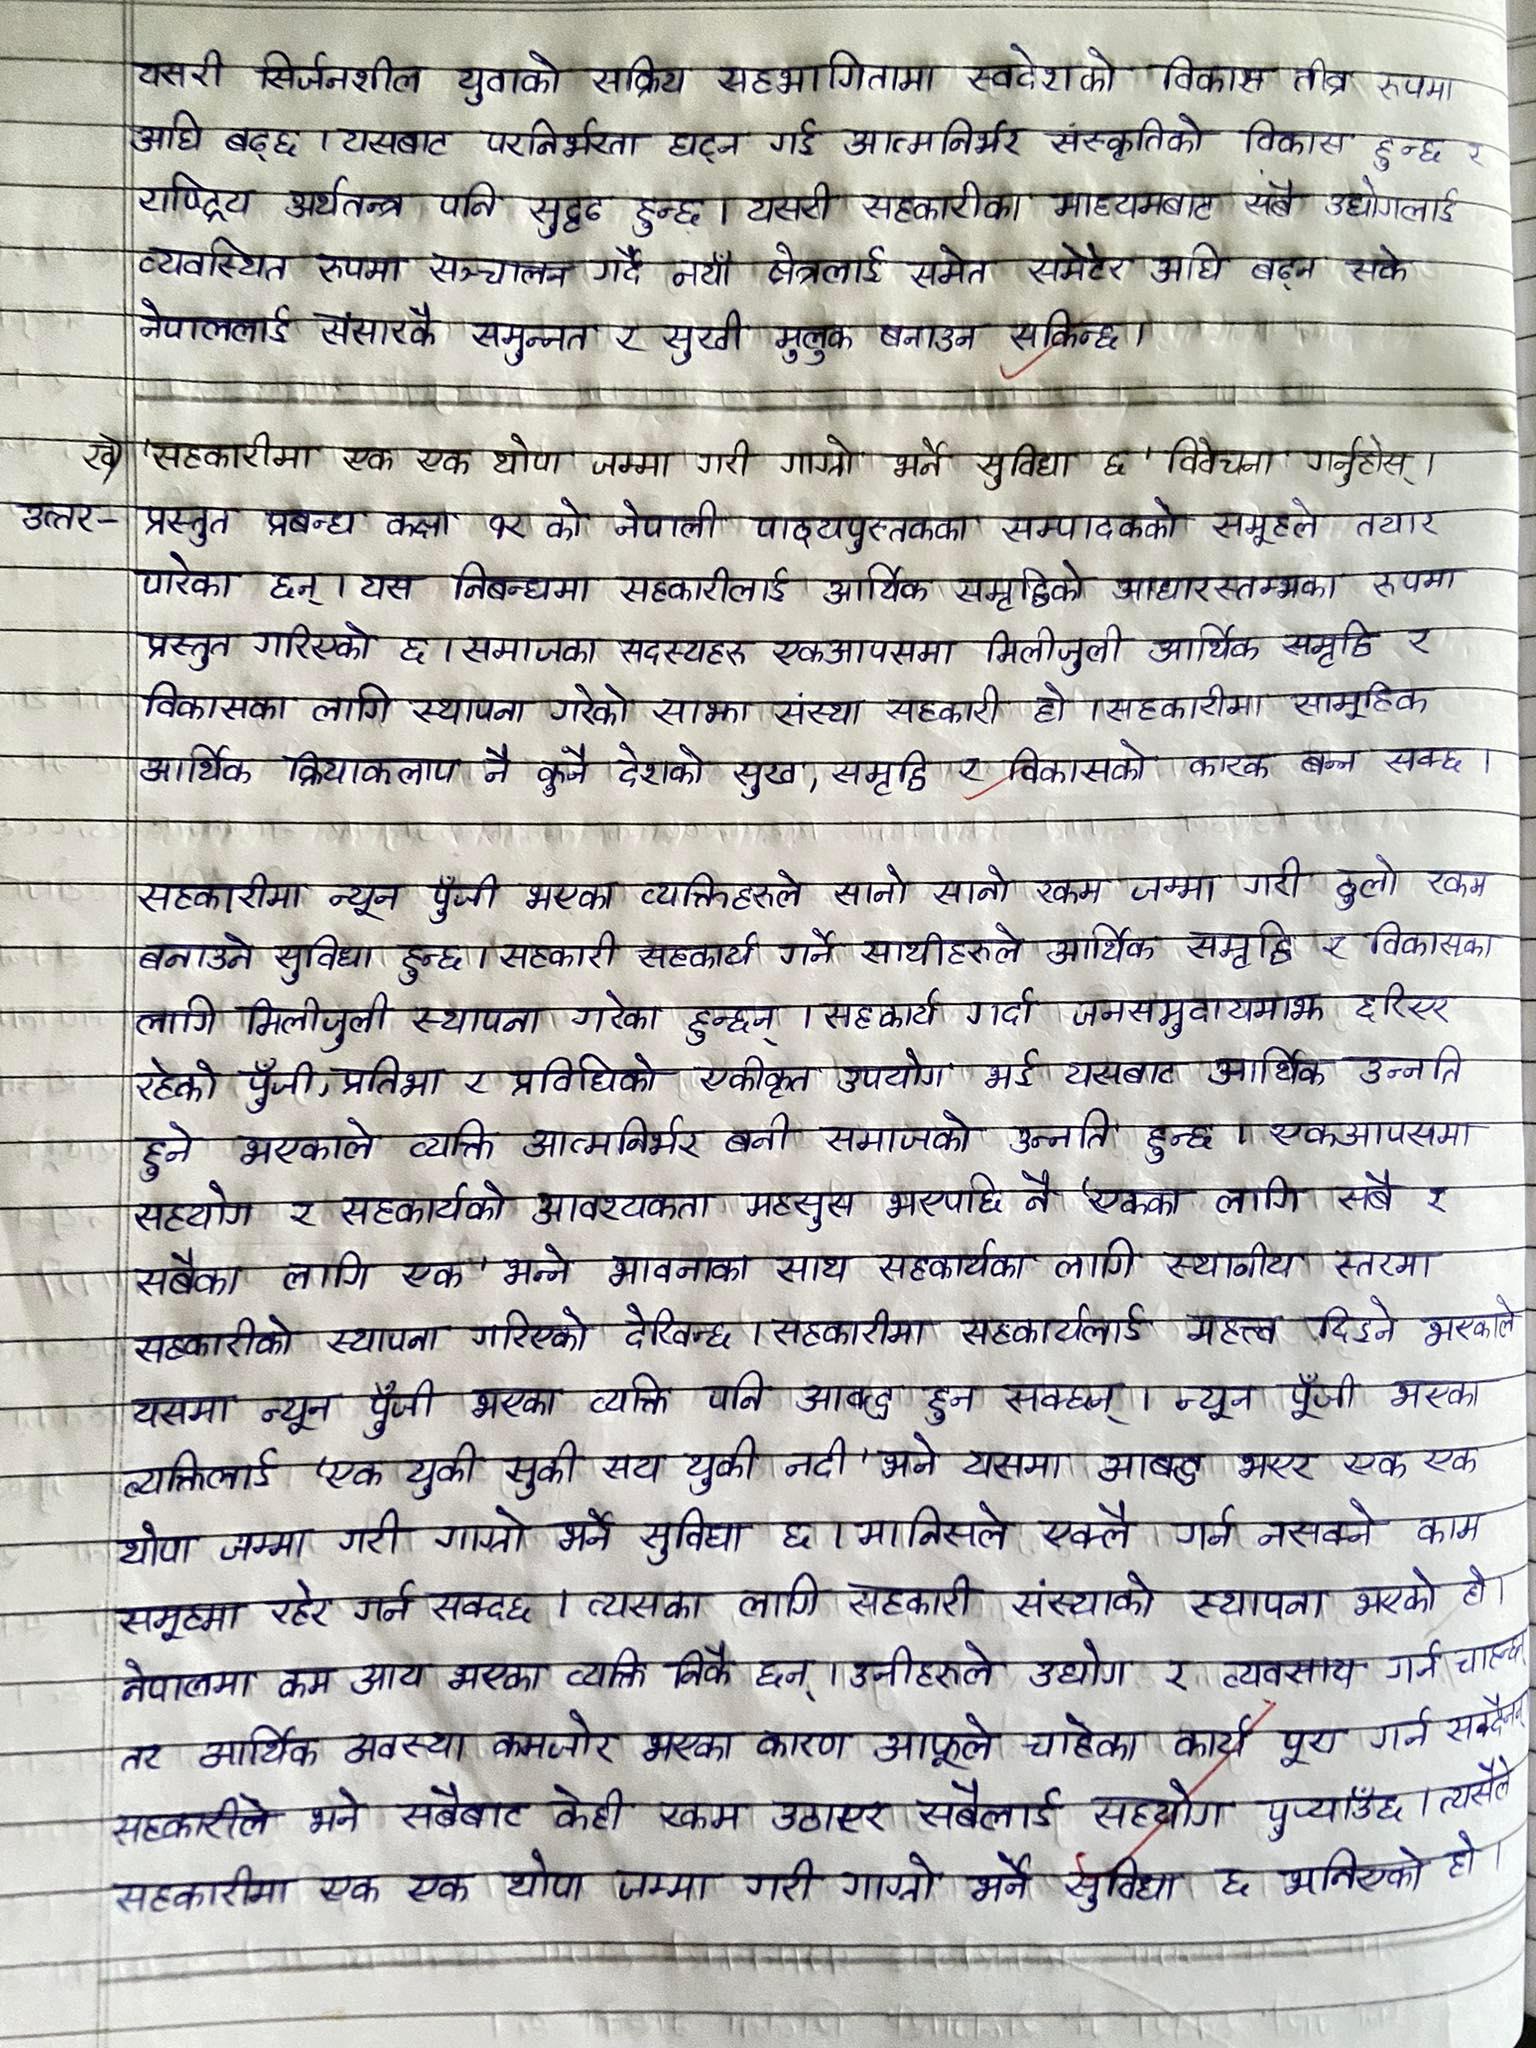 यसरी सिर्जनशील युवाको सक्रिय सहभागितामा स्वदेशको विकास तीव्र रुपमा
अघि बढ्छ । यसबाट परनिर्भरता घट्न गई आत्मनिर्भर संस्कृतिको विकास हुन्छ र
राष्ट्रिय अर्थतन्त्र पनि सुदृढ हुन्छ । यसरी सहकारीका माध्यमबाट सबै उद्योगलाई
व्यवस्थित रुपमा सञ्चालन गर्दै नयाँ क्षेत्रलाई समेत समेटेर अघि बढ्न सके
नेपाललाई संसारकै समुन्नत र सुखी मुलुक बनाउन सकिन्छ ।
ख) 'सहकारीमा एक एक थोपा जम्मा गरी गाग्रो भर्ने सुविधा छ' विवेचना गर्नुहोस् ।
उत्तर- प्रस्तुत प्रबन्ध कक्षा १२ को नेपाली पाठ्यपुस्तकका सम्पादकको समूहले तयार
पारेका छन् । यस निबन्धमा सहकारीलाई आर्थिक समृद्धिको आधारस्तम्भका रुपमा
प्रस्तुत गरिएको छ । समाजका सदस्यहरु एकआपसमा मिलीजुली आर्थिक समृद्धि र
विकासका लागि स्थापना गरेको साझा संस्था सहकारी हो । सहकारीमा सामूहिक
आर्थिक क्रियाकलाप नै कुनै देशको सुख, समृद्धि र विकासको कारक बन्न सक्छ ।
सहकारीमा न्यून पुँजी भएका व्यक्तिहरुले सानो सानो रकम जम्मा गरी ठुलो रकम
बनाउने सुविधा हुन्छ । सहकारी सहकार्य गर्ने साथीहरुले आर्थिक समृद्धि र विकासका
लागि मिलीजुली स्थापना गरेका हुन्छन् । सहकार्य गर्दा जनसमुदायमाझ छरिएर
रहेको पुँजी, प्रतिभा र प्रविधिको एकीकृत उपयोग भई यसबाट आर्थिक उन्नति
हुने भएकाले व्यक्ति आत्मनिर्भर बनी समाजको उन्नति हुन्छ । एकआपसमा
सहयोग र सहकार्यको आवश्यकता महसुस भएपछि नै 'एकका लागि सबै र
सबैका लागि एक' भन्ने भावनाका साथ सहकार्यका लागि स्थानीय स्तरमा
सहकारीको स्थापना गरिएको देखिन्छ । सहकारीमा सहकार्यलाई महत्त्व दिइने भएकाले
यसमा न्यून पुँजी भएका व्यक्ति पनि आबद्ध हुन सक्छन् । न्यून पूँजी भएका
व्यक्तिलाई 'एक थुकी सुकी सय थुकी नदी' भने यसमा आबद्ध भएर एक एक
थोपा जम्मा गरी गाग्रो भर्ने सुविधा छ । मानिसले एक्लै गर्न नसक्ने काम
समूहमा रहेर गर्न सक्दछ । त्यसका लागि सहकारी संस्थाको स्थापना भएको हो ।
नेपालमा कम आय भएका व्यक्ति निकै छन् । उनीहरुले उद्योग र व्यवसाय गर्न चाहन्छन्
तर आर्थिक अवस्था कमजोर भएका कारण आफूले चाहेका कार्य पूरा गर्न सक्दैनन्
सहकारीले भने सबैबाट केही रकम उठाएर सबैलाई सहयोग पुर्‍याउँछ । त्यसैले
सहकारीमा एक एक थोपा जम्मा गरी गाग्रो भर्ने सुविधा छ भनिएको हो ।